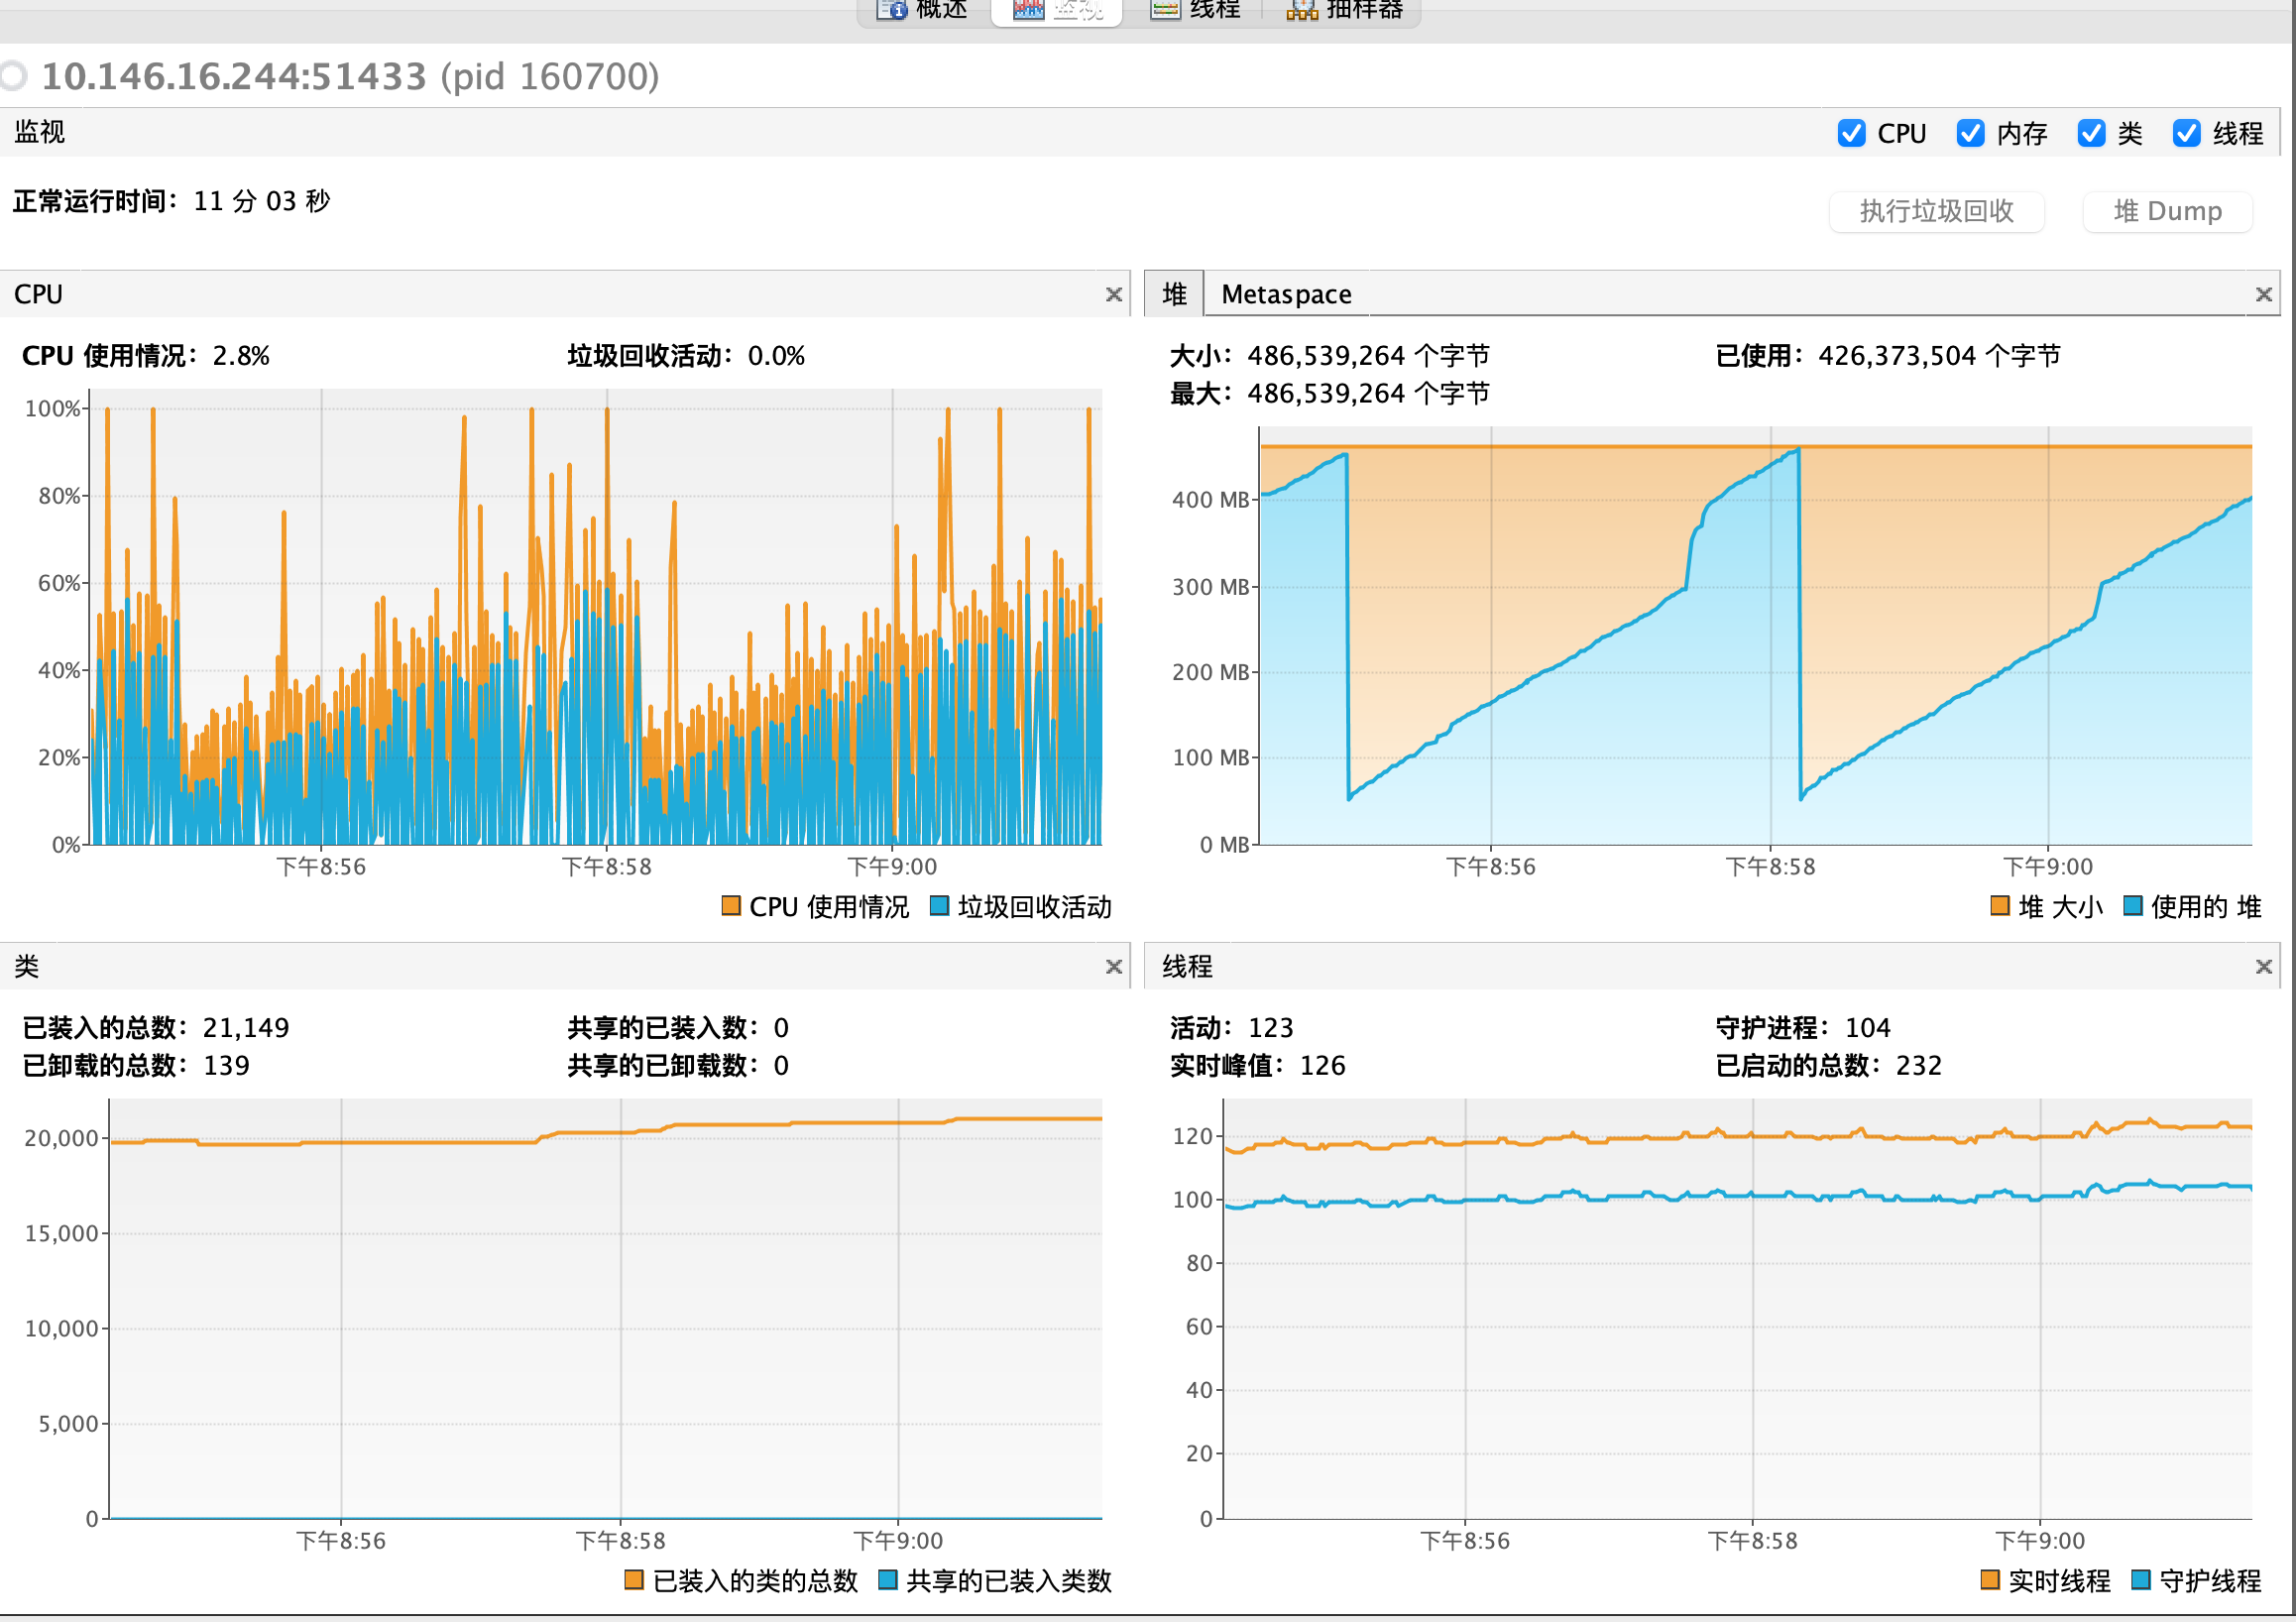 概述 监视 线程 抽样器
10.146.16.244:51433 (pid 160700)
监视
CPU 内存 类 线程
正常运行时间: 11 分 03 秒
执行垃圾回收 堆 Dump
CPU
CPU 使用情况: 2.8% 垃圾回收活动: 0.0%
100%
80%
60%
40%
20%
0%
下午8:56 下午8:58 下午9:00
CPU 使用情况 垃圾回收活动
堆 Metaspace
大小: 486,539,264 个字节 已使用: 426,373,504 个字节
最大: 486,539,264 个字节
400 MB
300 MB
200 MB
100 MB
0 MB
下午8:56 下午8:58 下午9:00
堆 大小 使用的 堆
类
已装入的总数: 21,149 共享的已装入数: 0
已卸载的总数: 139 共享的已卸载数: 0
20,000
15,000
10,000
5,000
0
下午8:56 下午8:58 下午9:00
已装入的类的总数 共享的已装入类数
线程
活动: 123 守护进程: 104
实时峰值: 126 已启动的总数: 232
120
100
80
60
40
20
0
下午8:56 下午8:58 下午9:00
实时线程 守护线程